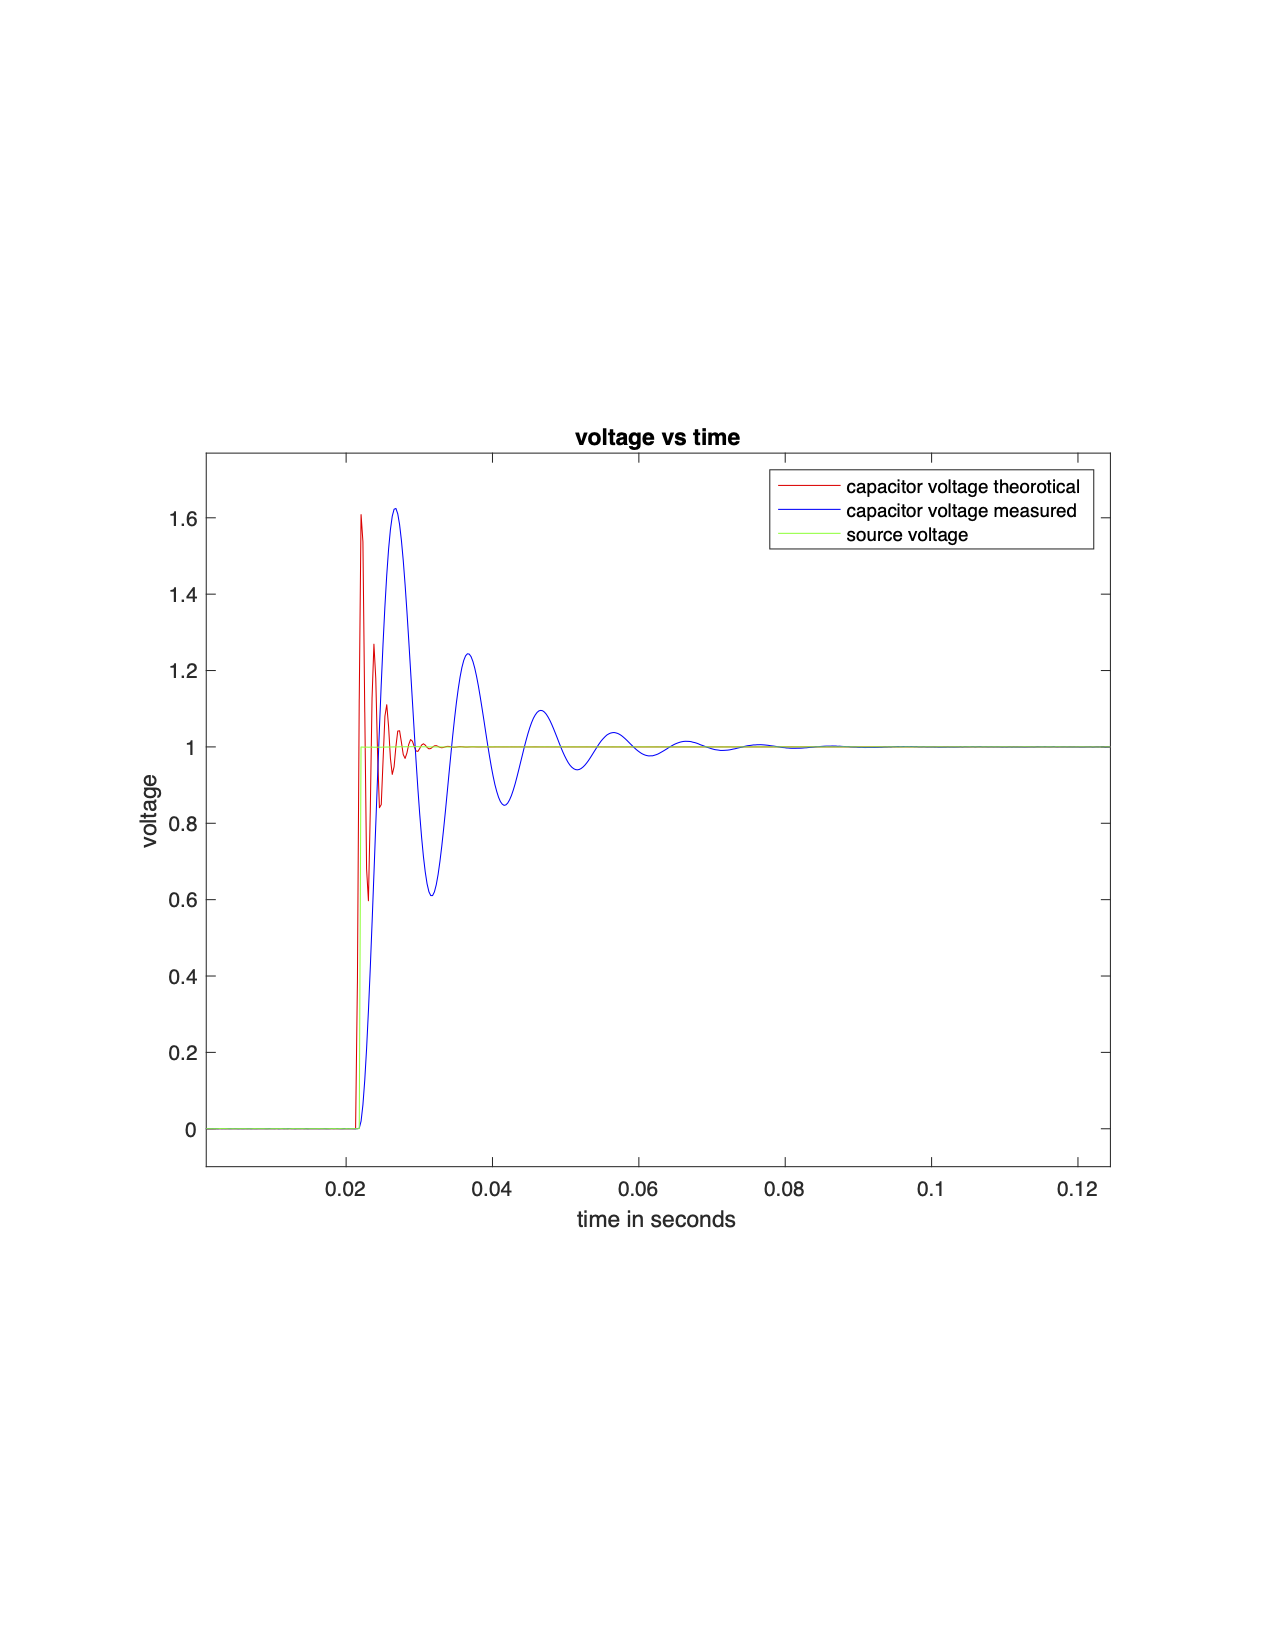 voltage vs time
capacitor voltage theorotical
capacitor voltage measured
source voltage
1.6
1.4
1.2
1
0.8
0.6
0.4
0.2
0
voltage
0.02 0.04 0.06 0.08 0.1 0.12
time in seconds